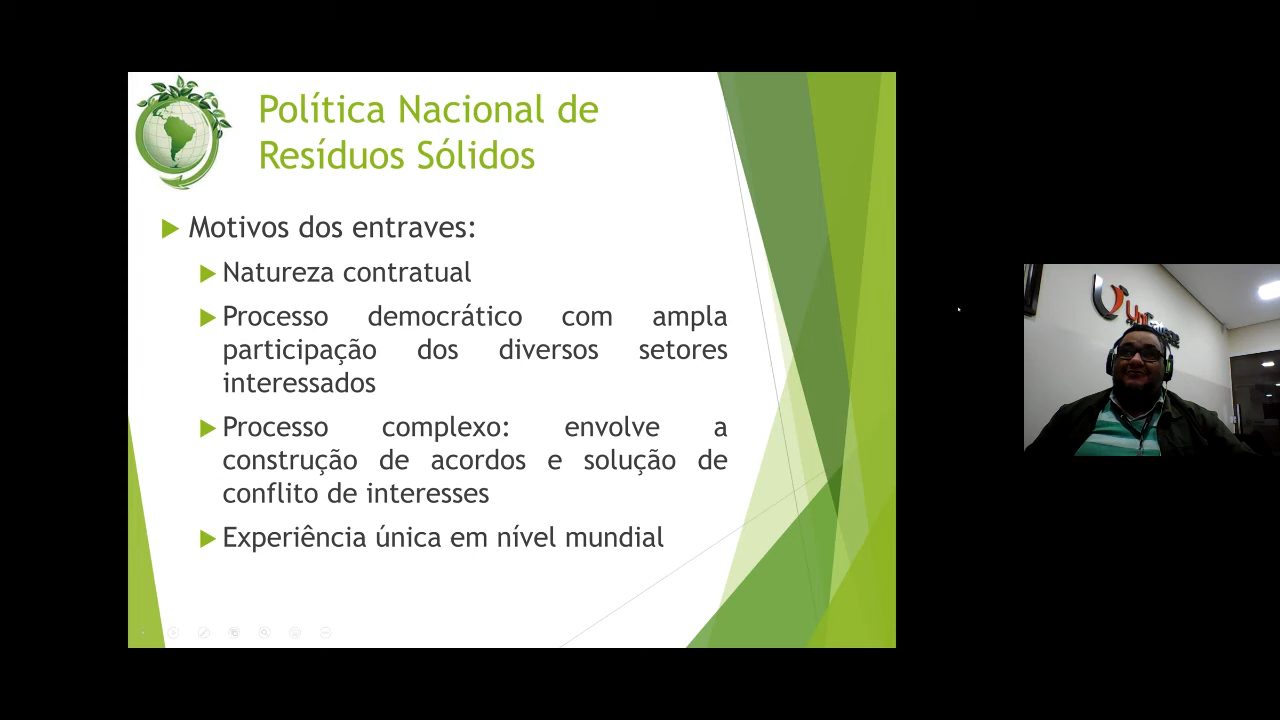 Política Nacional de
Resíduos Sólidos
Motivos dos entraves:
Natureza contratual
Processo democrático com ampla
participação dos diversos setores
interessados
Processo complexo: envolve a
construção de acordos e solução de
conflito de interesses
Experiência única em nível mundial